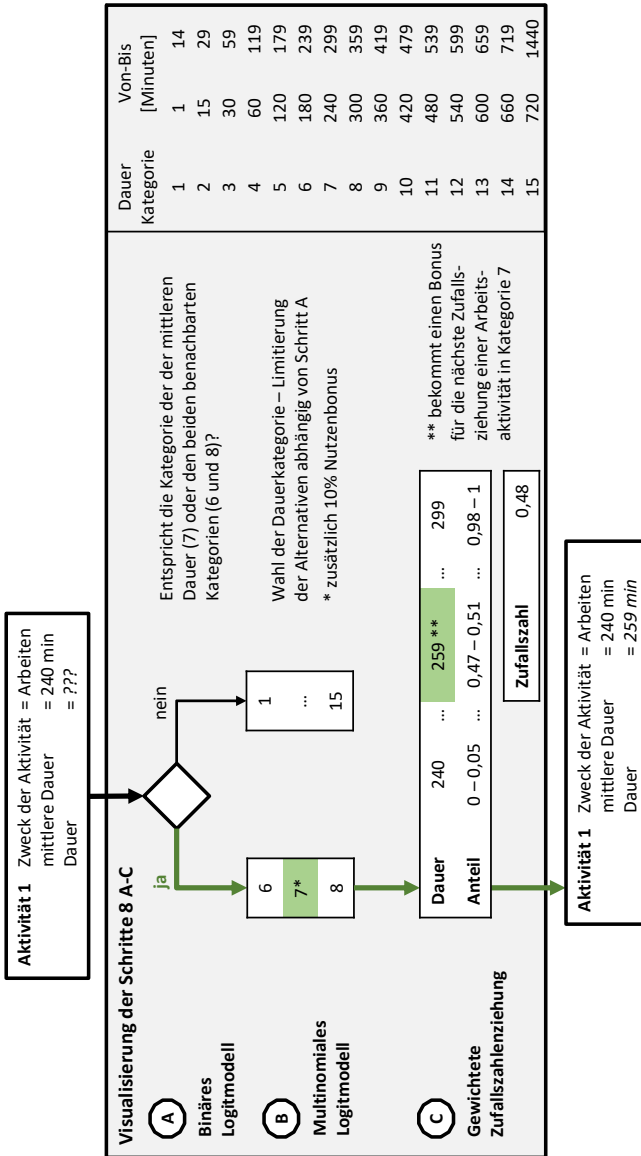 Aktivität 1 Zweck der Aktivität = Arbeiten
mittlere Dauer = 240 min
Dauer = ???
Visualisierung der Schritte 8 A-C
A
Binäres
Logitmodell
ja
nein
Entspricht die Kategorie der der mittleren
Dauer (7) oder den beiden benachbarten
Kategorien (6 und 8)?
B
Multinomiales
Logitmodell
6
7*
8
1
...
15
Wahl der Dauerkategorie – Limitierung
der Alternativen abhängig von Schritt A
* zusätzlich 10% Nutzenbonus
C
Gewichtete
Zufallszahlenziehung
Dauer 240 ... 259 ** ... 299
Anteil 0 – 0,05 ... 0,47 – 0,51 ... 0,98 – 1
Zufallszahl 0,48
** bekommt einen Bonus
für die nächste Zufalls-
ziehung einer Arbeits-
aktivität in Kategorie 7
Dauer Von-Bis
Kategorie [Minuten]
1 1 14
2 15 29
3 30 59
4 60 119
5 120 179
6 180 239
7 240 299
8 300 359
9 360 419
10 420 479
11 480 539
12 540 599
13 600 659
14 660 719
15 720 1440
Aktivität 1 Zweck der Aktivität = Arbeiten
mittlere Dauer = 240 min
Dauer = 259 min